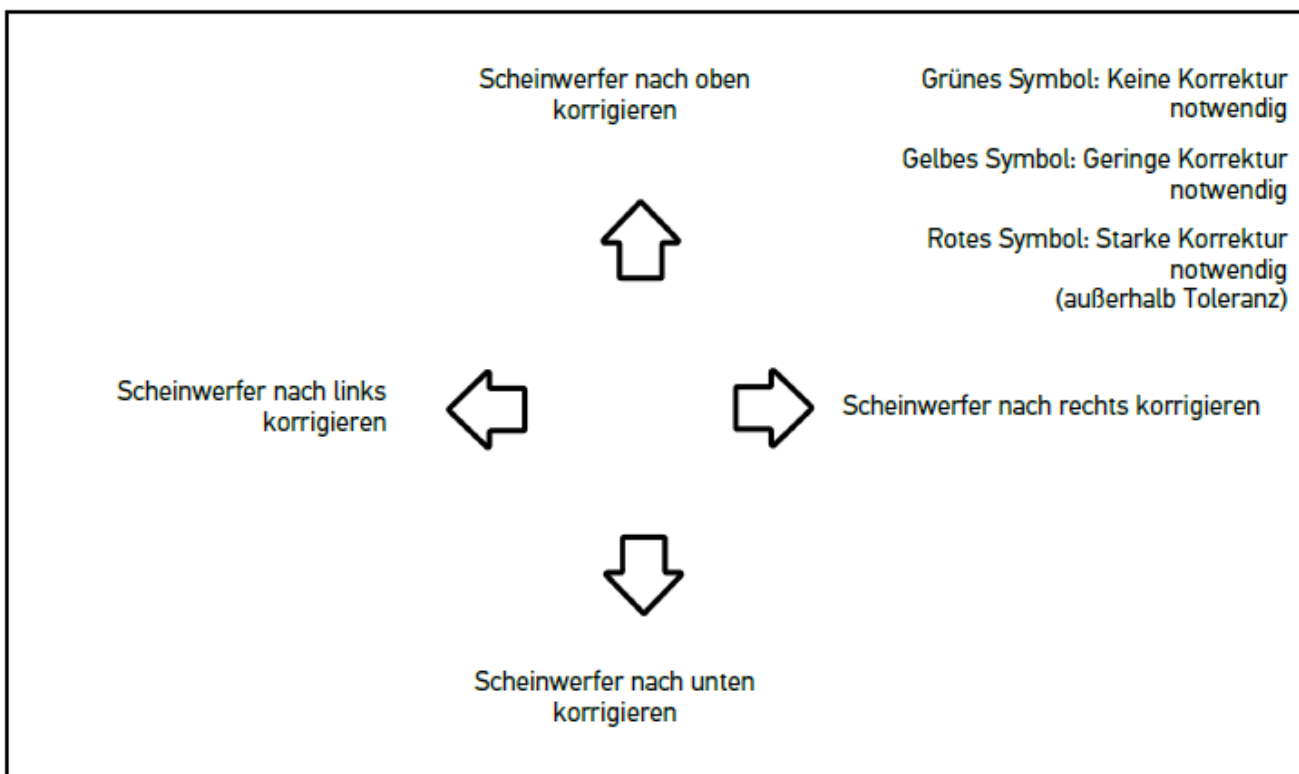 Scheinwerfer nach oben
korrigieren
Grünes Symbol: Keine Korrektur
notwendig
Gelbes Symbol: Geringe Korrektur
notwendig
Rotes Symbol: Starke Korrektur
notwendig
(außerhalb Toleranz)
Scheinwerfer nach links
korrigieren
Scheinwerfer nach rechts korrigieren
Scheinwerfer nach unten
korrigieren